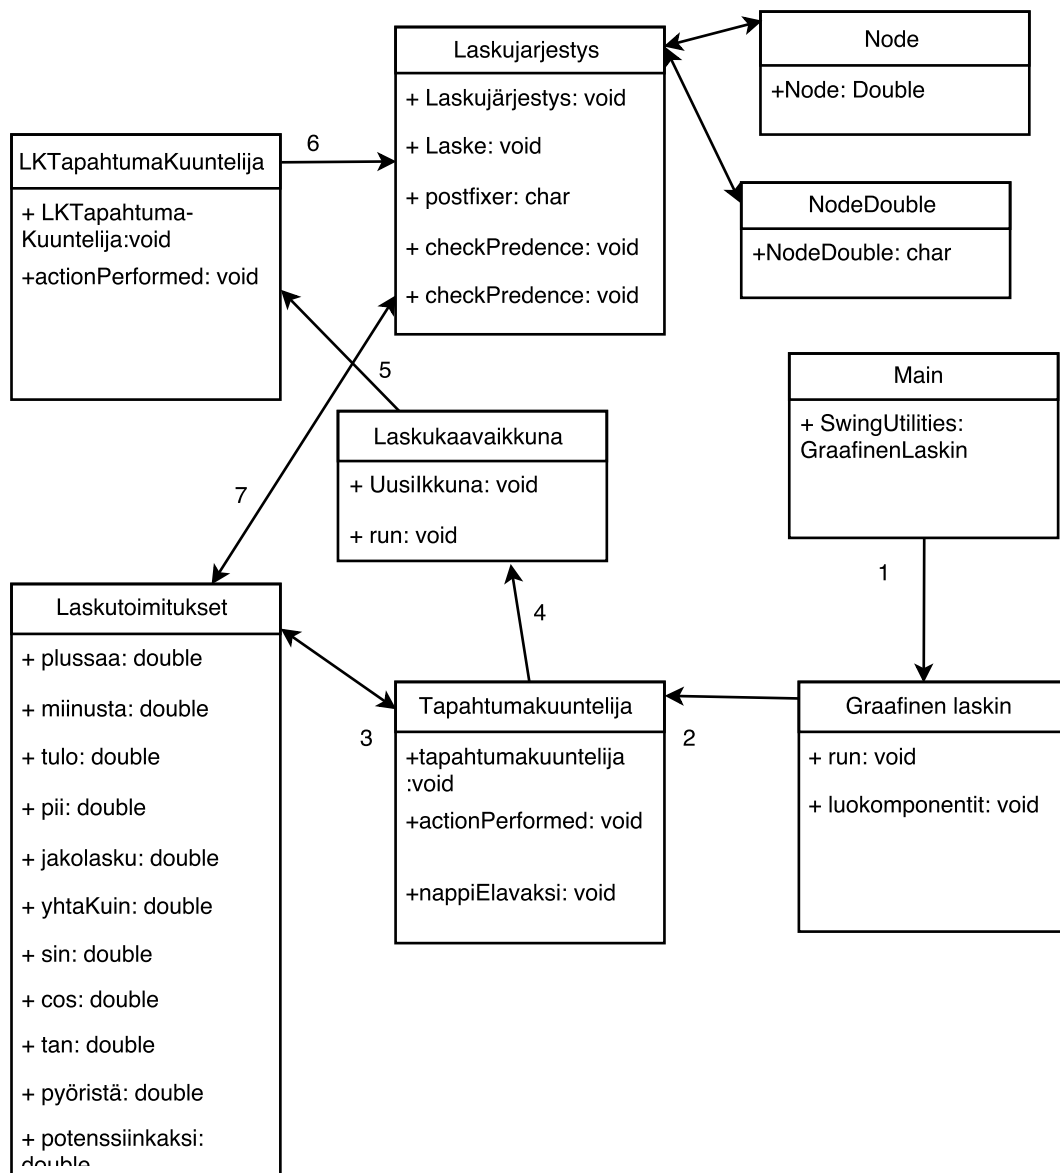 Laskujarjestys
+ Laskujärjestys: void
+ Laske: void
+ postfixer: char
+ checkPredence: void
+ checkPredence: void
Node
+Node: Double
NodeDouble
+NodeDouble: char
LKTapahtumaKuuntelija
+ LKTapahtuma-
Kuuntelija:void
+actionPerformed: void
6
5
7
Laskukaavaikkuna
+ UusiIkkuna: void
+ run: void
Main
+ SwingUtilities:
GraafinenLaskin
1
4
Laskutoimitukset
+ plussaa: double
+ miinusta: double
+ tulo: double
+ pii: double
+ jakolasku: double
+ yhtaKuin: double
+ sin: double
+ cos: double
+ tan: double
+ pyöristä: double
+ potenssiinkaksi:
double
3
Tapahtumakuuntelija
+tapahtumakuuntelija
:void
+actionPerformed: void
+nappiElavaksi: void
2
Graafinen laskin
+ run: void
+ luokomponentit: void